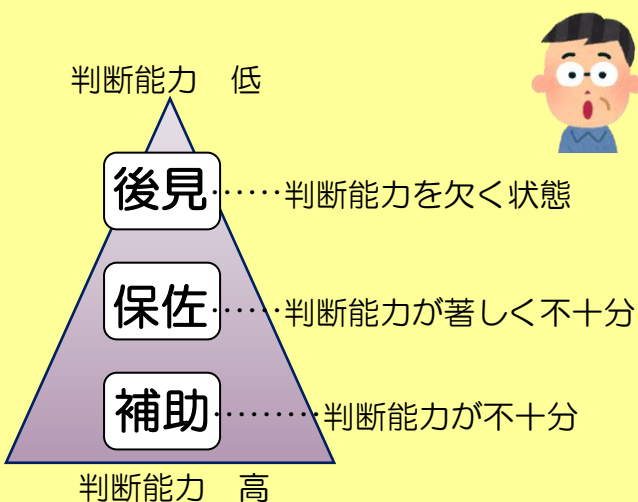 判断能力　低
後見……判断能力を欠く状態
保佐……判断能力が著しく不十分
補助………判断能力が不十分
判断能力　高